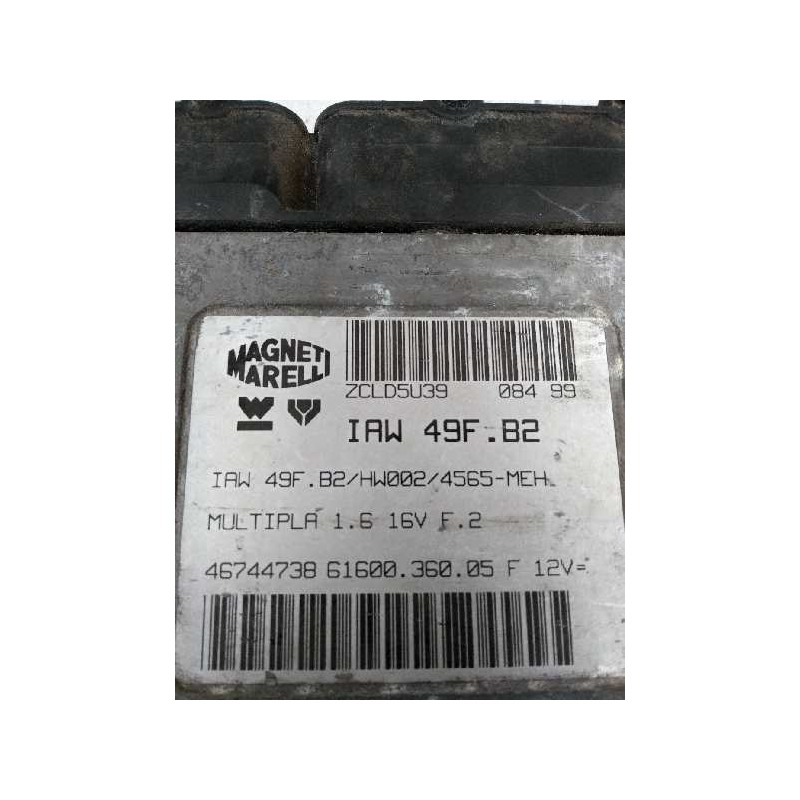 MAGNETI
MARELLI
ZCLD5U39 084 99
IAW 49F.B2
IAW 49F.B2/HW002/4565-MEH
MULTIPLA 1.6 16V F.2
46744738 61600.360.05 F 12V=